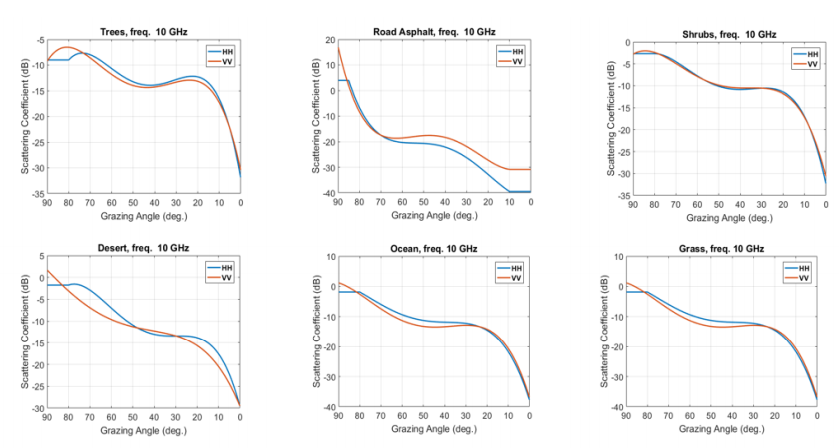 Trees, freq. 10 GHz
Scattering Coefficient (dB)
-5
-10
-15
-20
-25
-30
-35
HH
VV
90 80 70 60 50 40 30 20 10 0
Grazing Angle (deg.)
Road Asphalt, freq. 10 GHz
Scattering Coefficient (dB)
20
10
0
-10
-20
-30
-40
HH
VV
90 80 70 60 50 40 30 20 10 0
Grazing Angle (deg.)
Shrubs, freq. 10 GHz
Scattering Coefficient (dB)
0
-5
-10
-15
-20
-25
-30
-35
HH
VV
90 80 70 60 50 40 30 20 10 0
Grazing Angle (deg.)
Desert, freq. 10 GHz
Scattering Coefficient (dB)
5
0
-5
-10
-15
-20
-25
-30
HH
VV
90 80 70 60 50 40 30 20 10 0
Grazing Angle (deg.)
Ocean, freq. 10 GHz
Scattering Coefficient (dB)
10
0
-10
-20
-30
-40
HH
VV
90 80 70 60 50 40 30 20 10 0
Grazing Angle (deg.)
Grass, freq. 10 GHz
Scattering Coefficient (dB)
10
0
-10
-20
-30
-40
HH
VV
90 80 70 60 50 40 30 20 10 0
Grazing Angle (deg.)